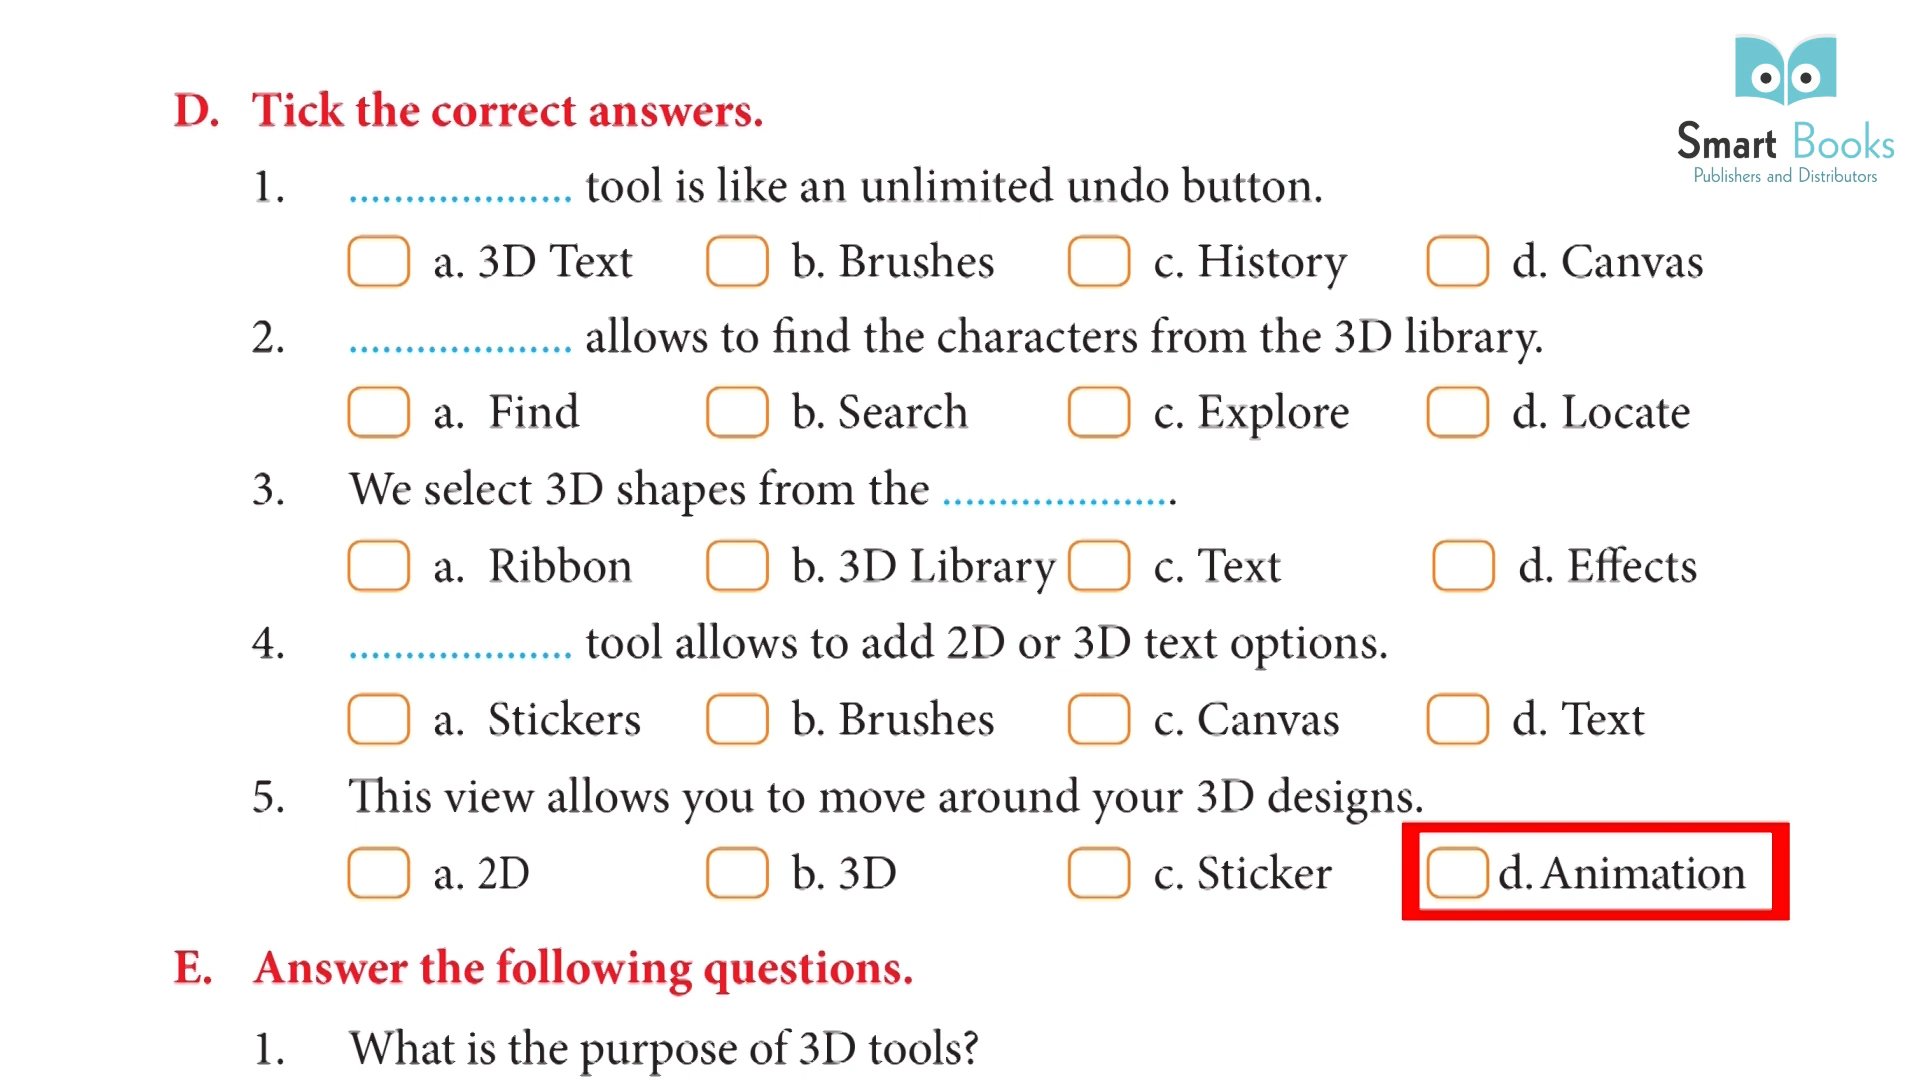 Smart Books
Publishers and Distributors
D. Tick the correct answers.
1. .................... tool is like an unlimited undo button.
a. 3D Text b. Brushes c. History d. Canvas
2. .................... allows to find the characters from the 3D library.
a. Find b. Search c. Explore d. Locate
3. We select 3D shapes from the .....................
a. Ribbon b. 3D Library c. Text d. Effects
4. .................... tool allows to add 2D or 3D text options.
a. Stickers b. Brushes c. Canvas d. Text
5. This view allows you to move around your 3D designs.
a. 2D b. 3D c. Sticker d. Animation
E. Answer the following questions.
1. What is the purpose of 3D tools?